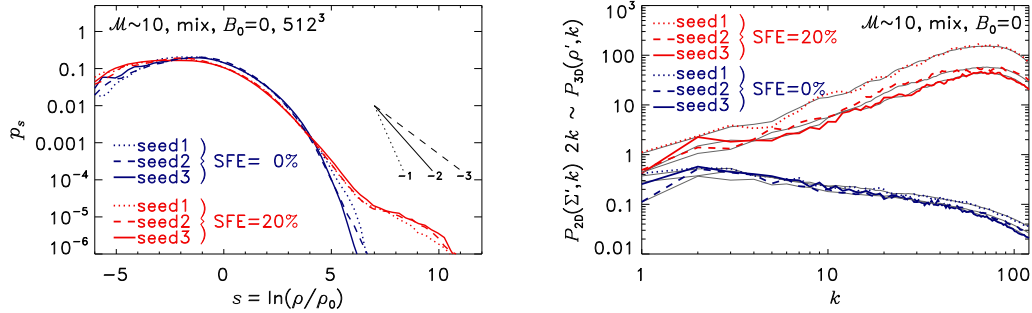 ℳ~10, mix, B₀=0, 512³
0.1
0.01
0.001
10⁻⁴
10⁻⁵
10⁻⁶
pₛ
seed1
seed2 SFE= 0%
seed3
seed1
seed2 SFE=20%
seed3
-1 -2 -3
-5 0 5 10
s = ln(ρ/ρ₀)
10³
100
10
1
0.1
0.01
P₂D(Σ',k) 2k ~ P₃D(ρ',k)
ℳ~10, mix, B₀=0
seed1
seed2 SFE=20%
seed3
seed1
seed2 SFE=0%
seed3
1 10 100
k